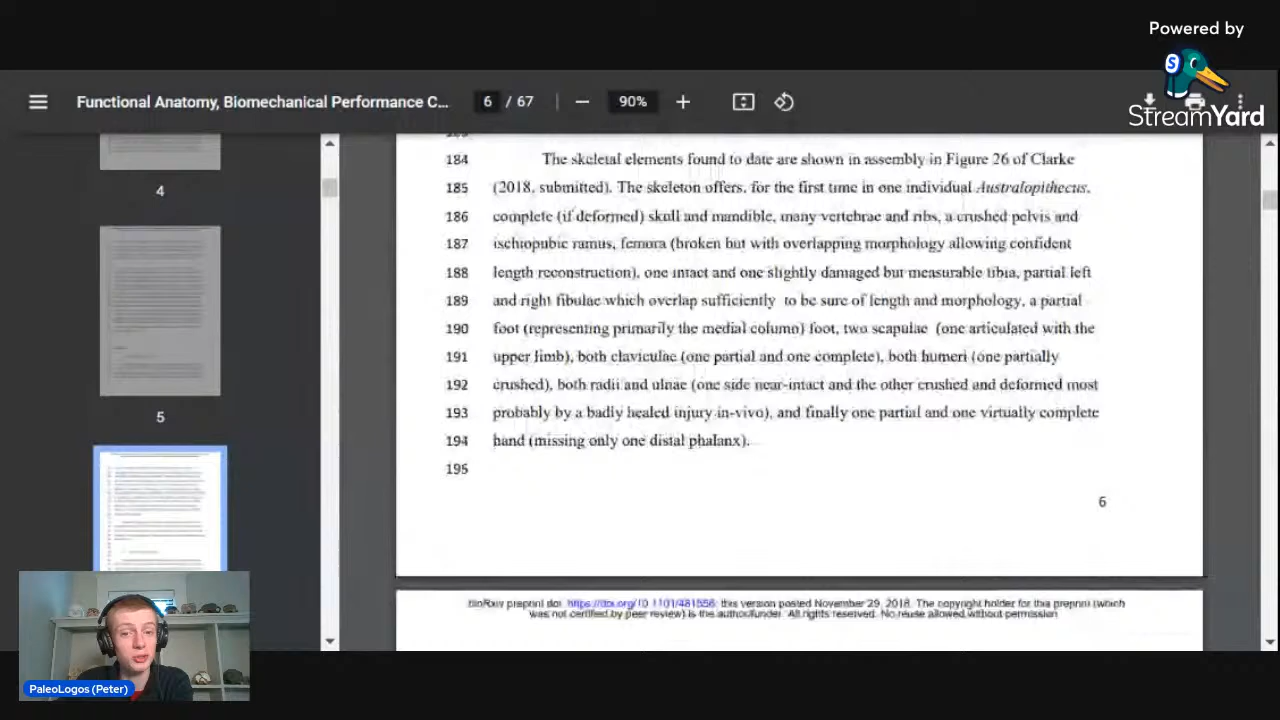 Powered by
StreamYard
Functional Anatomy, Biomechanical Performance C...
6 / 67
90%
4
5
184 The skeletal elements found to date are shown in assembly in Figure 26 of Clarke
185 (2018, submitted). The skeleton offers, for the first time in one individual Australopithecus,
186 complete (if deformed) skull and mandible, many vertebrae and ribs, a crushed pelvis and
187 ischiopubic ramus, femora (broken but with overlapping morphology allowing confident
188 length reconstruction), one intact and one slightly damaged but measurable tibia, partial left
189 and right fibulae which overlap sufficiently to be sure of length and morphology, a partial
190 foot (representing primarily the medial column) foot, two scapulae (one articulated with the
191 upper limb), both claviculae (one partial and one complete), both humeri (one partially
192 crushed), both radii and ulnae (one side near-intact and the other crushed and deformed most
193 probably by a badly healed injury in-vivo), and finally one partial and one virtually complete
194 hand (missing only one distal phalanx).
195
6
bioRxiv preprint doi: https://doi.org/10.1101/481556; this version posted November 29, 2018. The copyright holder for this preprint (which
was not certified by peer review) is the author/funder. All rights reserved. No reuse allowed without permission
PaleoLogos (Peter)